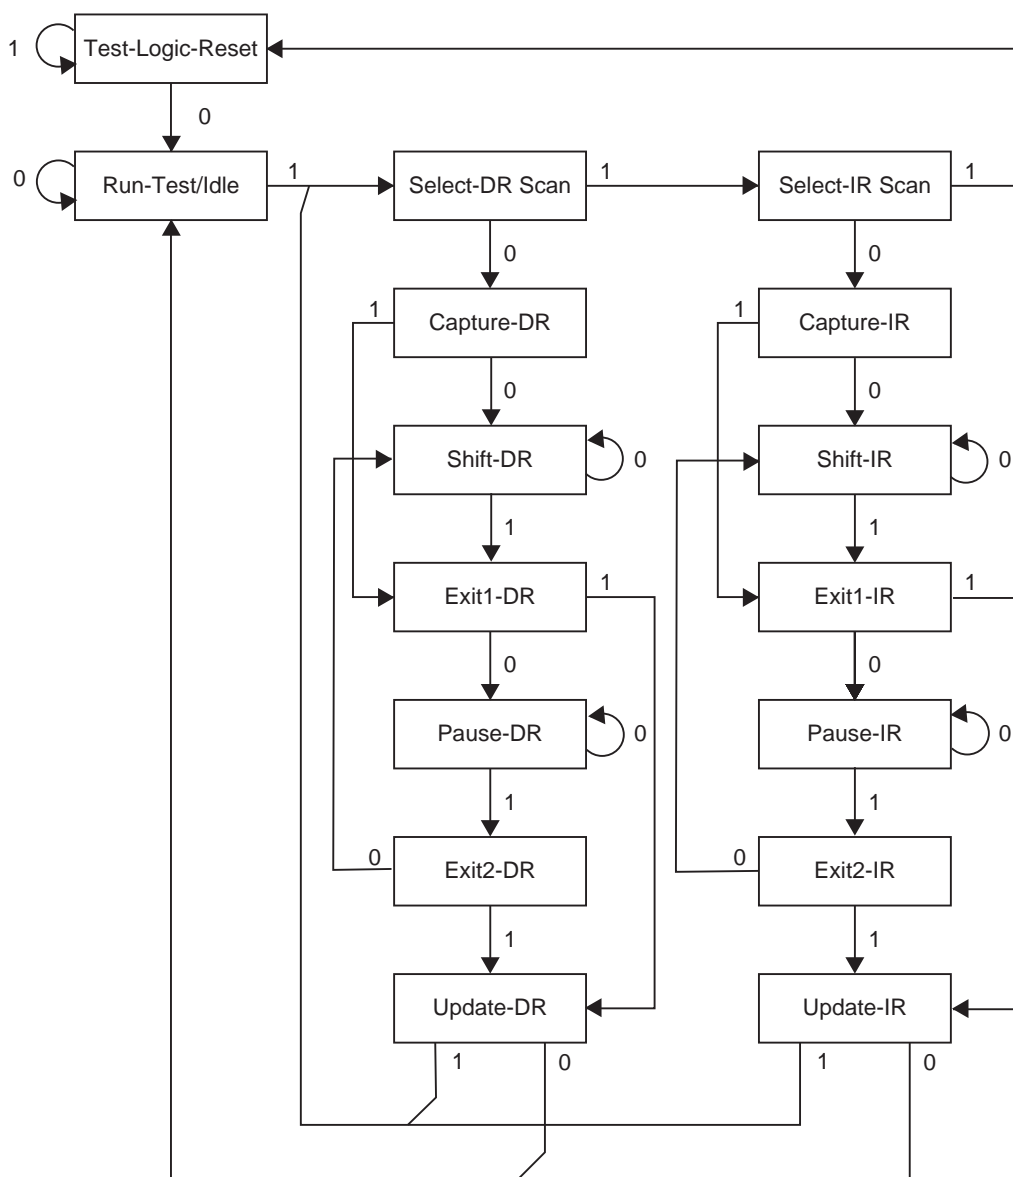 Test-Logic-Reset
1
0
Run-Test/Idle
0
1
Select-DR Scan
1
Select-IR Scan
1
0
0
Capture-DR
1
Capture-IR
1
0
0
Shift-DR
0
Shift-IR
0
1
1
Exit1-DR
1
Exit1-IR
1
0
0
Pause-DR
0
Pause-IR
0
1
1
Exit2-DR
0
Exit2-IR
0
1
1
Update-DR
Update-IR
1
0
1
0